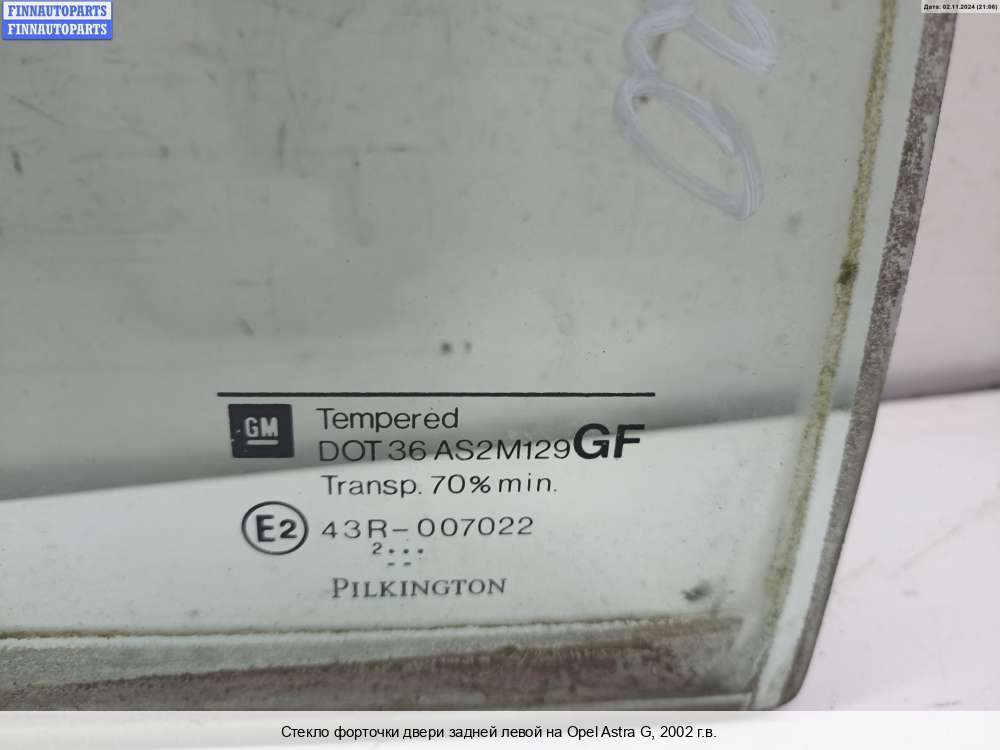 FINNAUTOPARTS
FINNAUTOPARTS
Дата: 02.11.2024 (21:06)
GM
Tempered
DOT 36 AS2M129 GF
Transp. 70% min.
E2 43R-007022
2...
--
PILKINGTON
Стекло форточки двери задней левой на Opel Astra G, 2002 г.в.